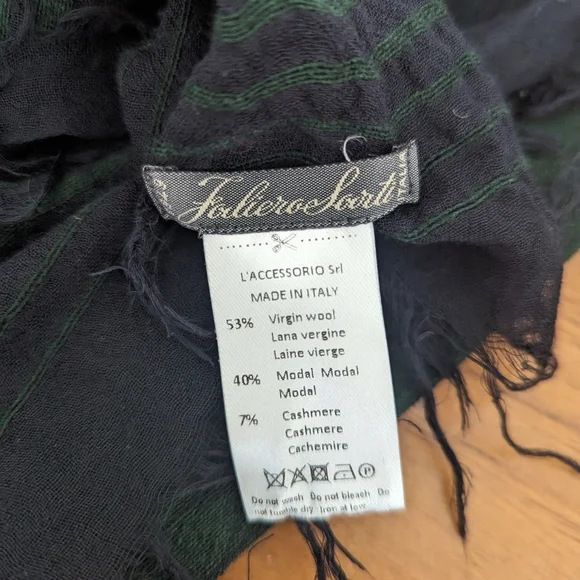 Faliero Sarti
ITALIA
L'ACCESSORIO Srl
MADE IN ITALY
53% Virgin wool
Lana vergine
Laine vierge
40% Modal Modal
Modal
7% Cashmere
Cashmere
Cachemire
Do not wash Do not bleach Do
not tumble dry Iron at low